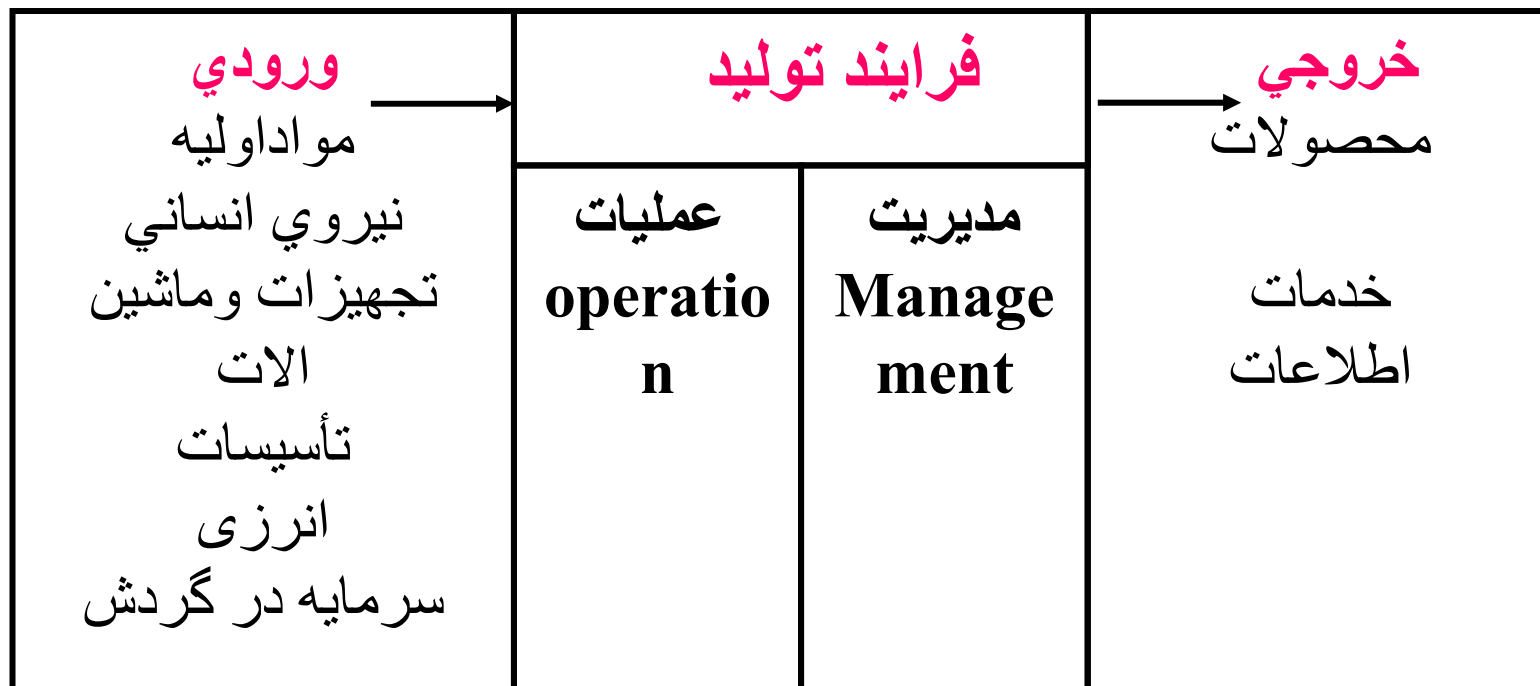 ورودي
مواداوليه
نيروي انساني
تجهيزات وماشين
الات
تأسيسات
انرزی
سرمايه در گردش
فرايند توليد
عمليات
operatio
n
مديريت
Manage
ment
خروجي
محصولات
خدمات
اطلاعات